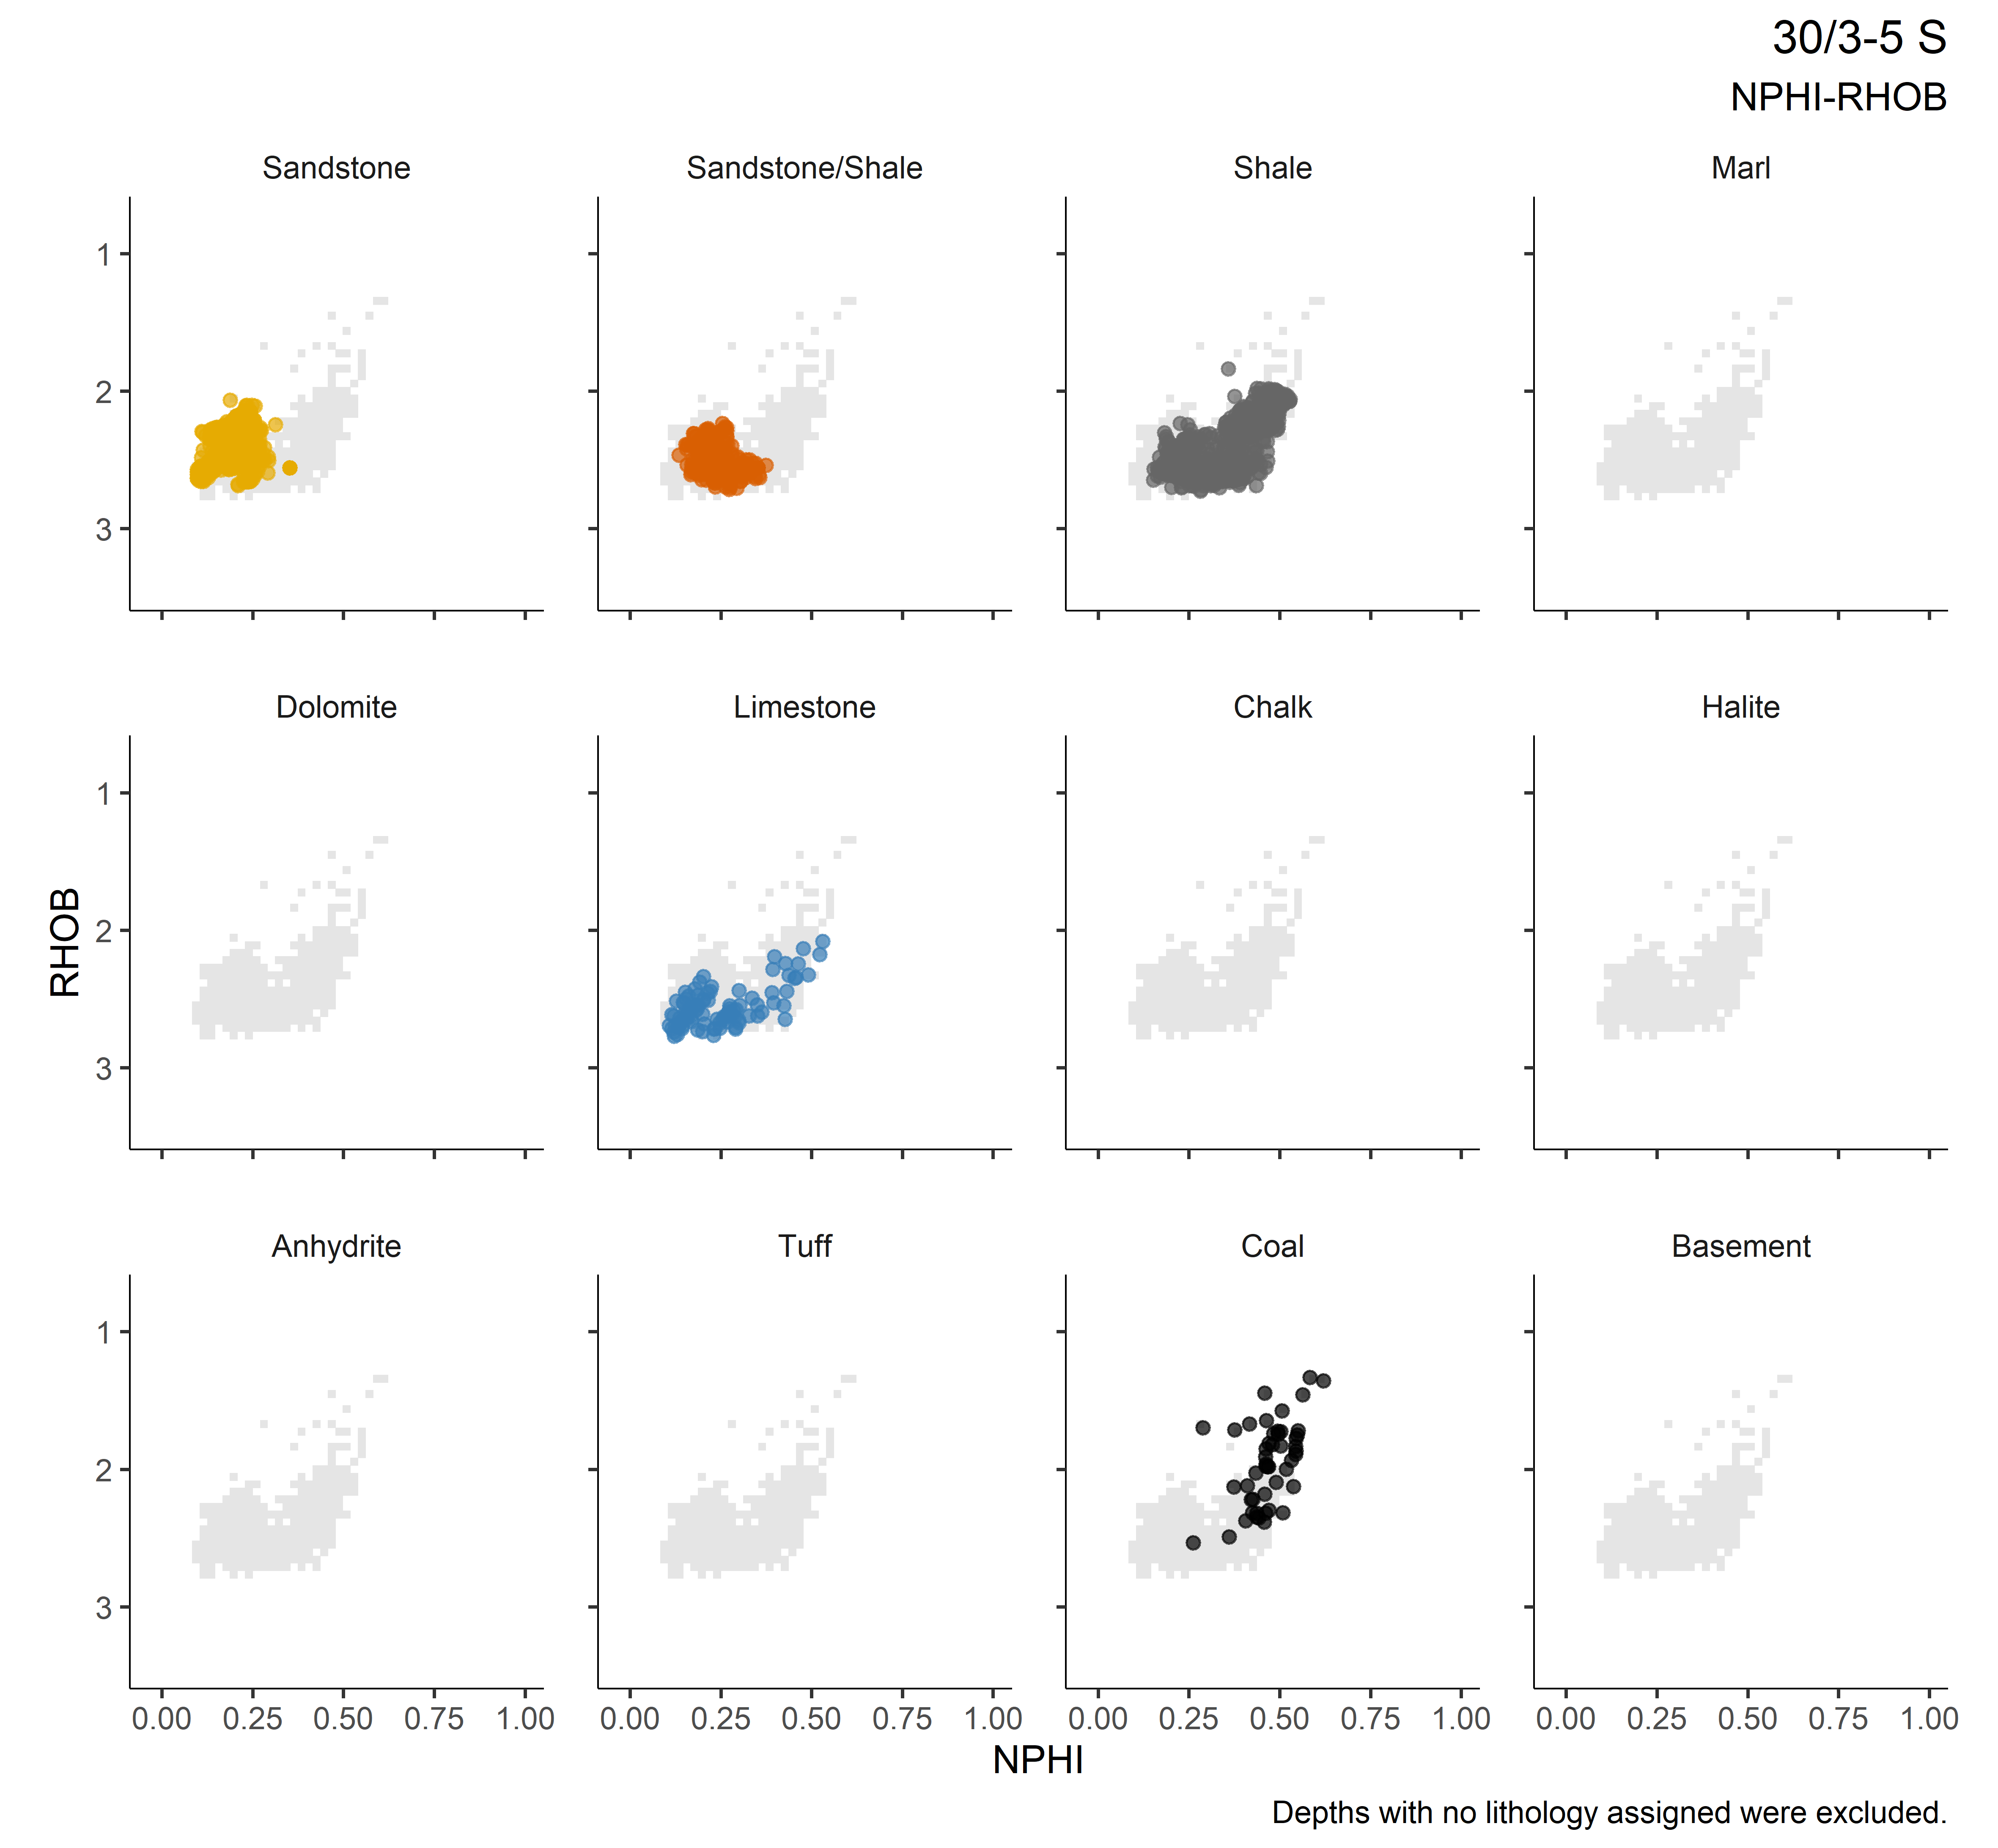 30/3-5 S
NPHI-RHOB
Sandstone
Sandstone/Shale
Shale
Marl
1
2
3
Dolomite
Limestone
Chalk
Halite
RHOB
1
2
3
Anhydrite
Tuff
Coal
Basement
1
2
3
0.00 0.25 0.50 0.75 1.00
0.00 0.25 0.50 0.75 1.00
0.00 0.25 0.50 0.75 1.00
0.00 0.25 0.50 0.75 1.00
NPHI
Depths with no lithology assigned were excluded.